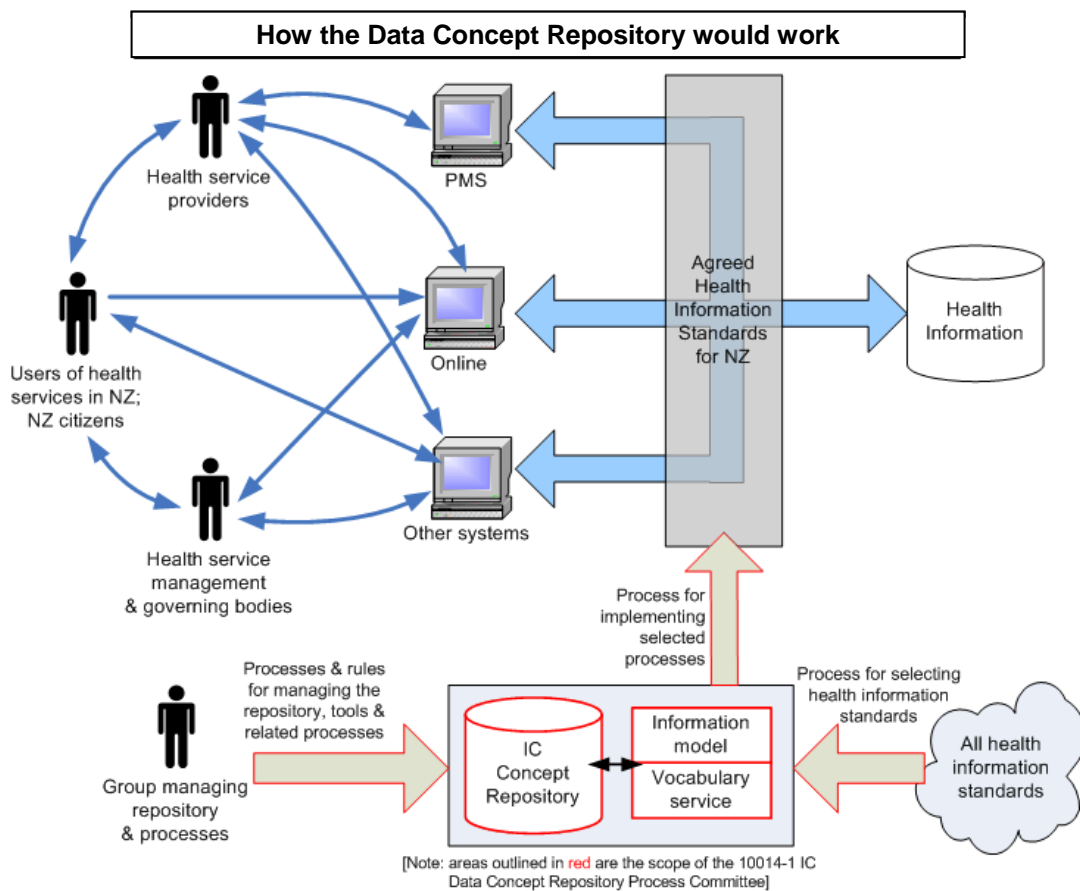 How the Data Concept Repository would work
Health service
providers
PMS
Agreed
Health
Information
Standards
for NZ
Health
Information
Users of health
services in NZ;
NZ citizens
Online
Health service
management
& governing bodies
Other systems
Process for
implementing
selected
processes
Processes & rules
for managing the
repository, tools &
related processes
Process for selecting
health information
standards
Group managing
repository
& processes
IC
Concept
Repository
Information
model
Vocabulary
service
All health
information
standards
[Note: areas outlined in red are the scope of the 10014-1 IC
Data Concept Repository Process Committee]